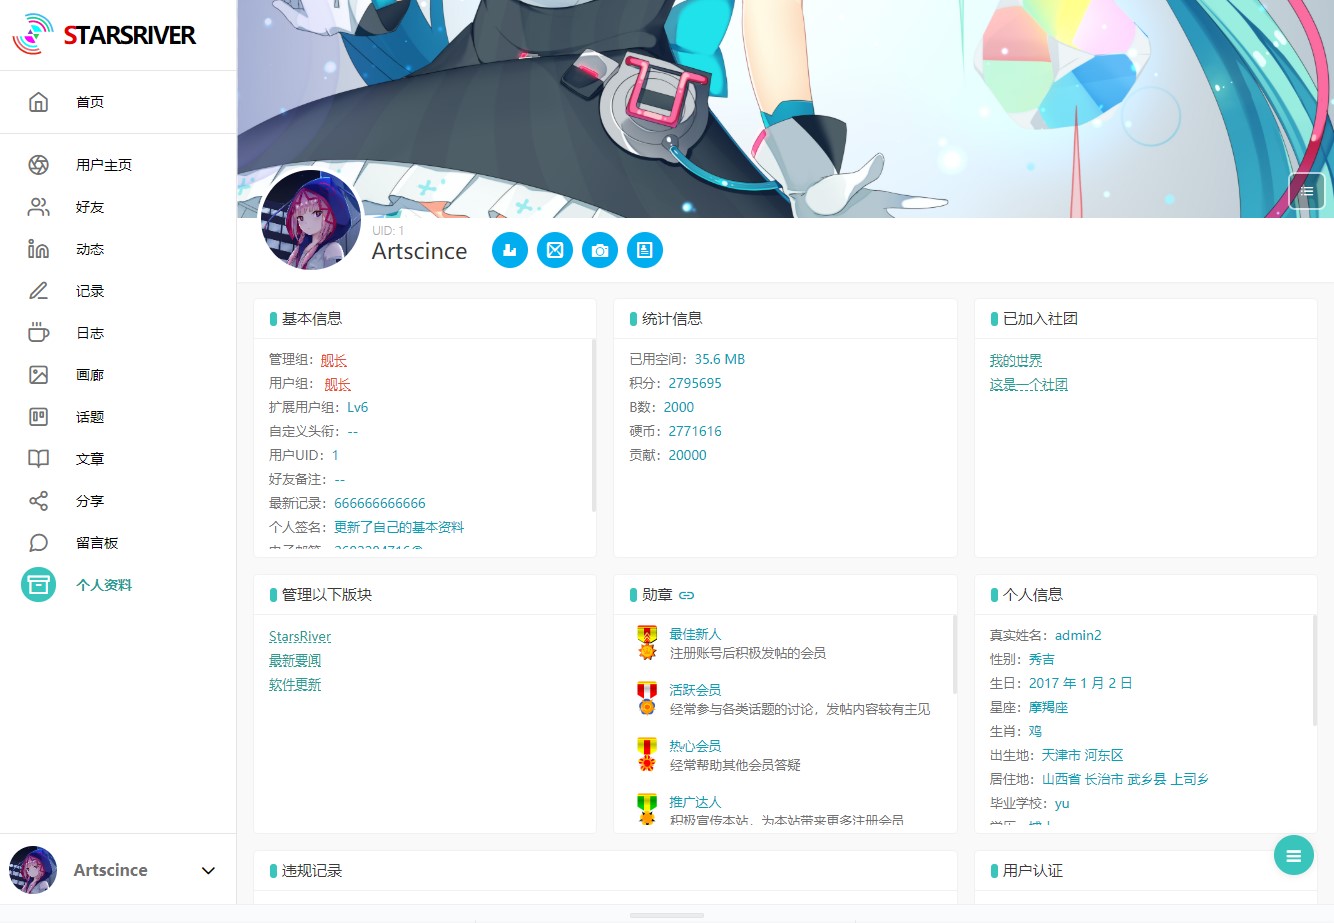 STARSRIVER
首页
用户主页
好友
动态
记录
日志
画廊
话题
文章
分享
留言板
个人资料
Artscince
UID: 1
Artscince
基本信息
管理组：舰长
用户组：舰长
扩展用户组：Lv6
自定义头衔：--
用户UID：1
好友备注：--
最新记录：666666666666
个人签名：更新了自己的基本资料
统计信息
已用空间：35.6 MB
积分：2795695
B数：2000
硬币：2771616
贡献：20000
已加入社团
我的世界
这是一个社团
管理以下版块
StarsRiver
最新要闻
软件更新
勋章
最佳新人
注册账号后积极发帖的会员
活跃会员
经常参与各类话题的讨论，发帖内容较有主见
热心会员
经常帮助其他会员答疑
推广达人
积极宣传本站，为本站带来更多注册会员
个人信息
真实姓名：admin2
性别：秀吉
生日：2017 年 1 月 2 日
星座：摩羯座
生肖：鸡
出生地：天津市 河东区
居住地：山西省 长治市 武乡县 上司乡
毕业学校：yu
违规记录
用户认证